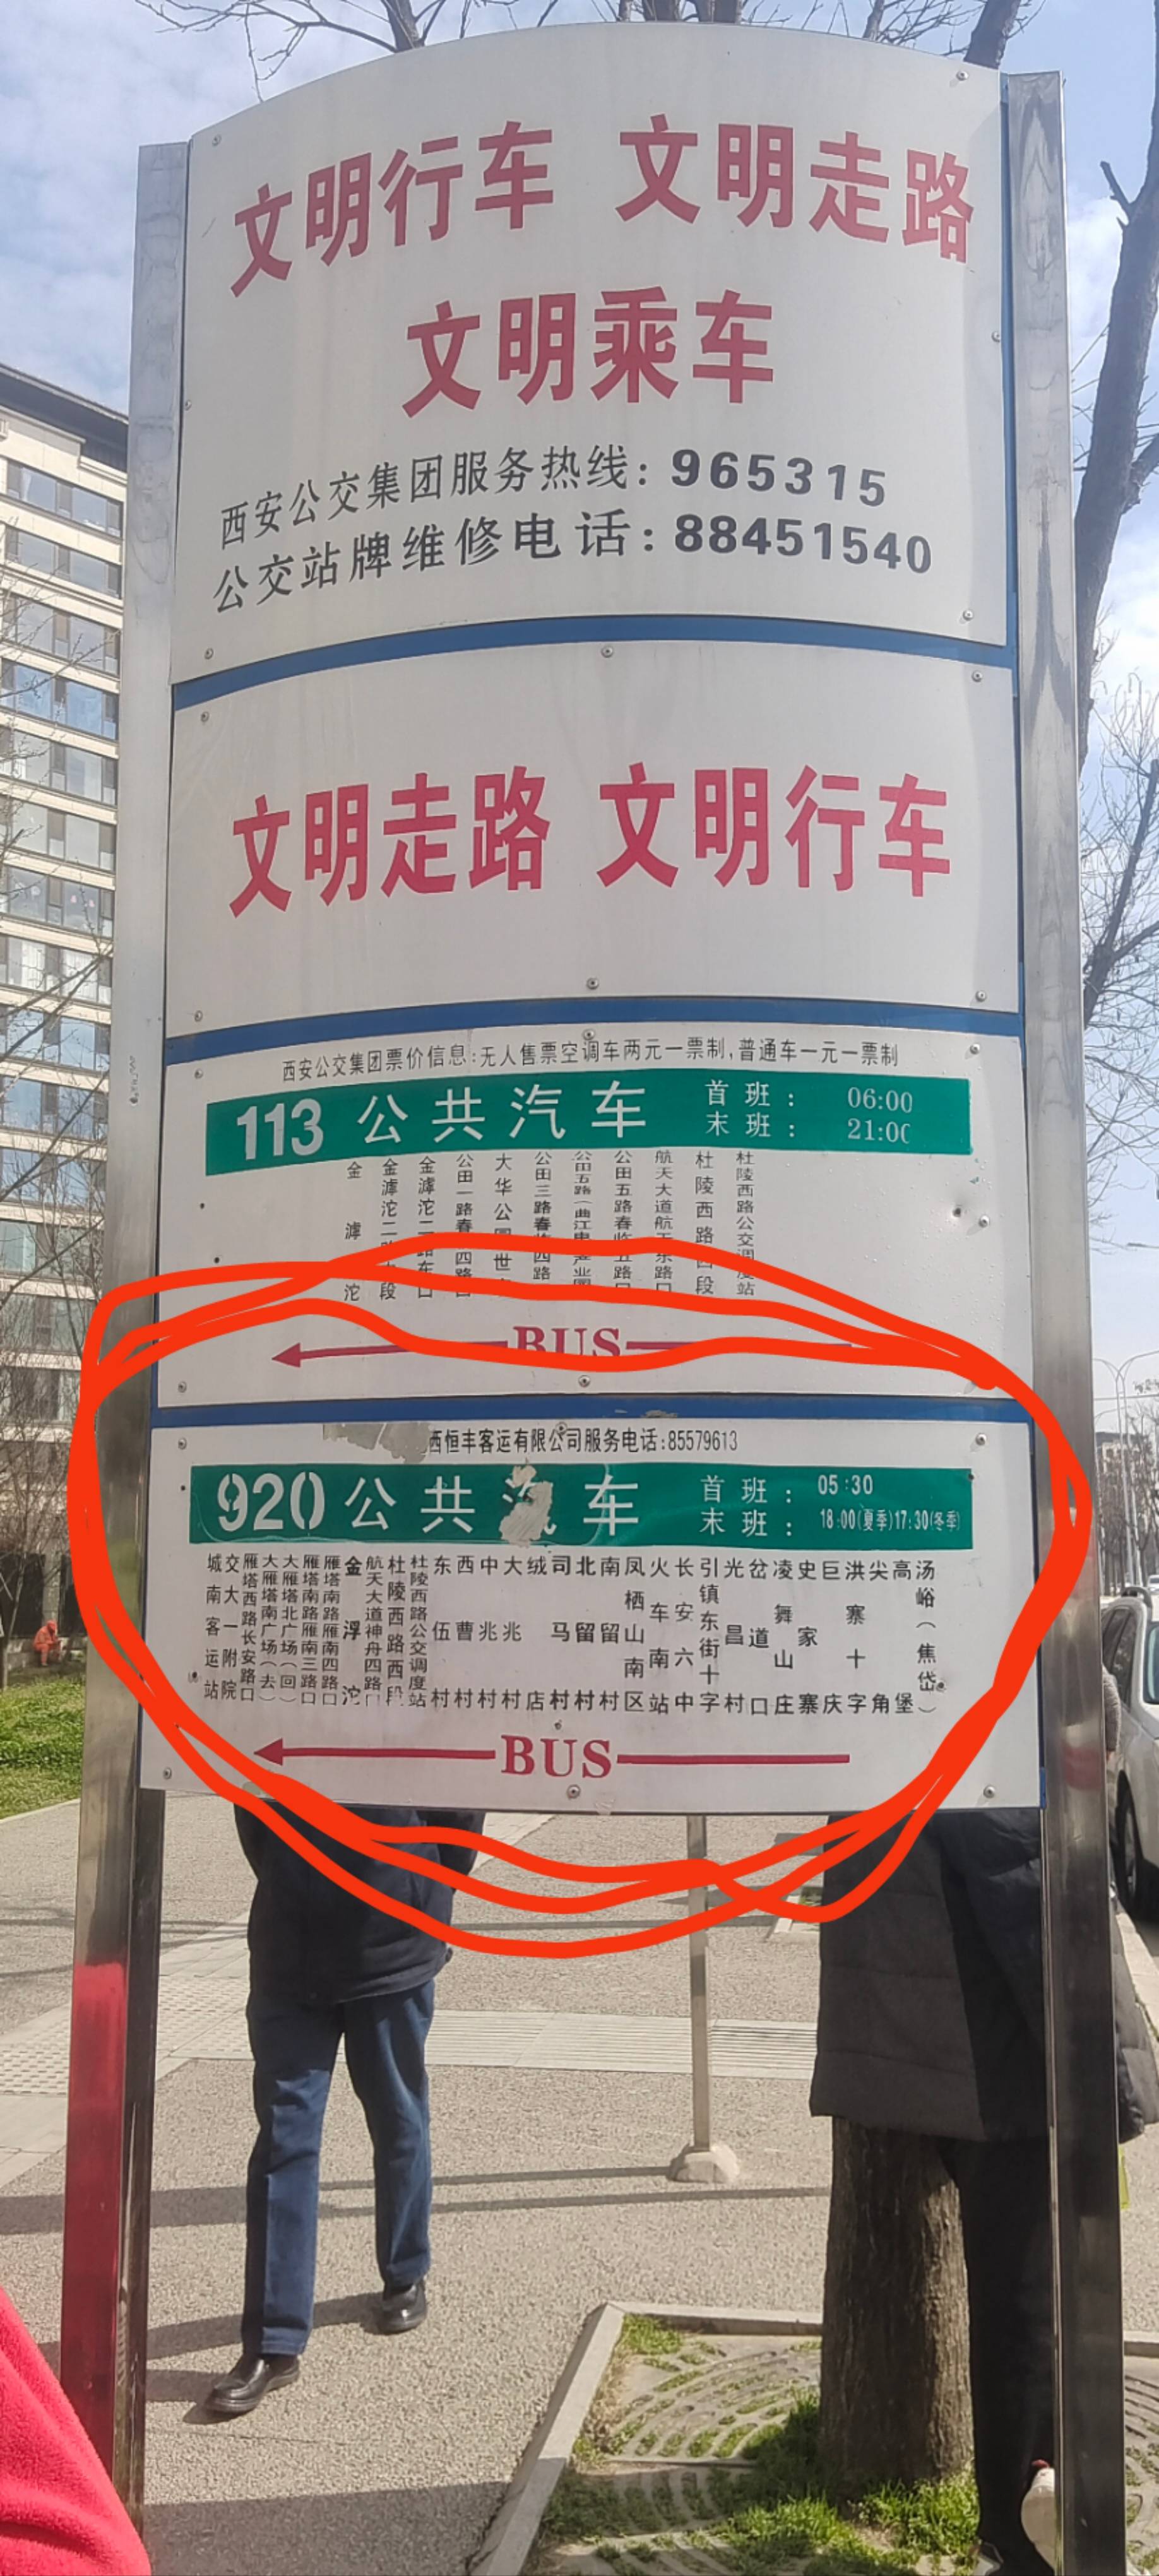 文明行车 文明走路
文明乘车
西安公交集团服务热线：965315
公交站牌维修电话：88451540
文明走路 文明行车
西安公交集团票价信息：无人售票空调车两元一票制，普通车一元一票制
113 公共汽车
首班： 06:00
末班： 21:00
金滹沱
金滹沱二
金滹沱二路东口
公田一路春临四路口
大华公园世
公田三路春临四路
公田五路（曲江
公田五路春临五路口
航天大道航天东路口
杜陵西路西段
杜陵西路公交调度站
BUS
西恒丰客运有限公司服务电话：85579613
920 公共汽车
首班： 05:30
末班： 18:00（夏季）17:30（冬季）
城南客运站
交大一附院
雁塔西路长安路口
大雁塔南广场（去）
大雁塔北广场（回）
雁塔南路雁南三路口
雁塔南路雁南四路口
金浮沱
航天大道神舟四路口
杜陵西路西段
杜陵西路公交调度站
东伍村
西曹村
中兆村
大兆村
绒店
司马村
北留村
南留村
凤栖山南区
火车南站
长安六中
引镇东街十字
光昌村
岔道口
凌舞山庄
史家寨
巨庆
洪寨十字
尖角
高堡
汤峪（焦岱）
BUS